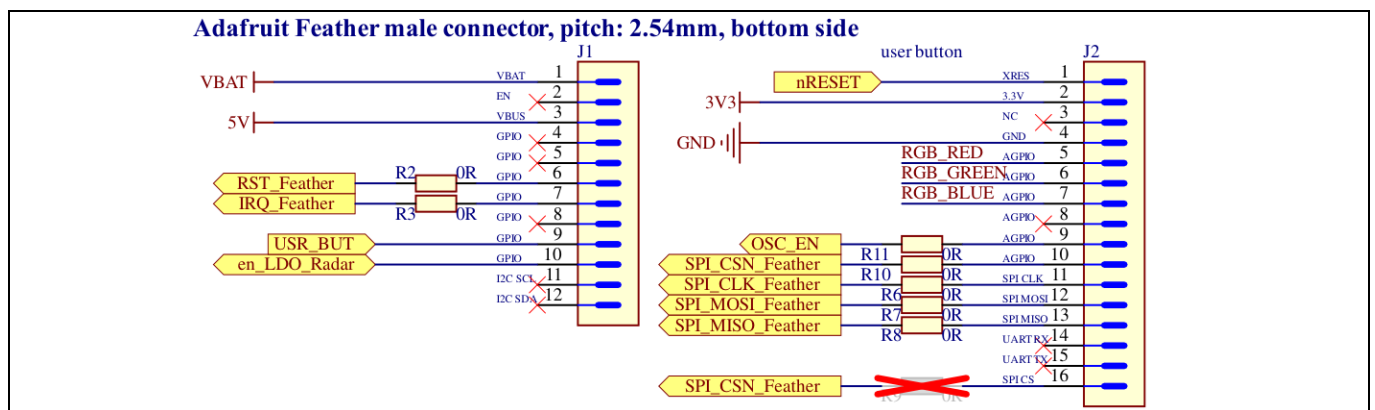 Adafruit Feather male connector, pitch: 2.54mm, bottom side
J1
VBAT VBAT 1
EN 2
5V VBUS 3
GPIO 4
GPIO 5
RST_Feather R2 0R GPIO 6
IRQ_Feather R3 0R GPIO 7
GPIO 8
USR_BUT GPIO 9
en_LDO_Radar GPIO 10
I2C SCL 11
I2C SDA 12
user button J2
nRESET XRES 1
3V3 3.3V 2
NC 3
GND GND 4
RGB_RED AGPIO 5
RGB_GREEN AGPIO 6
RGB_BLUE AGPIO 7
AGPIO 8
OSC_EN R11 0R AGPIO 9
SPI_CSN_Feather R10 0R AGPIO 10
SPI_CLK_Feather R6 0R SPI CLK 11
SPI_MOSI_Feather R7 0R SPI MOSI 12
SPI_MISO_Feather R8 0R SPI MISO 13
UART RX 14
UART TX 15
SPI_CSN_Feather R9 0R SPI CS 16